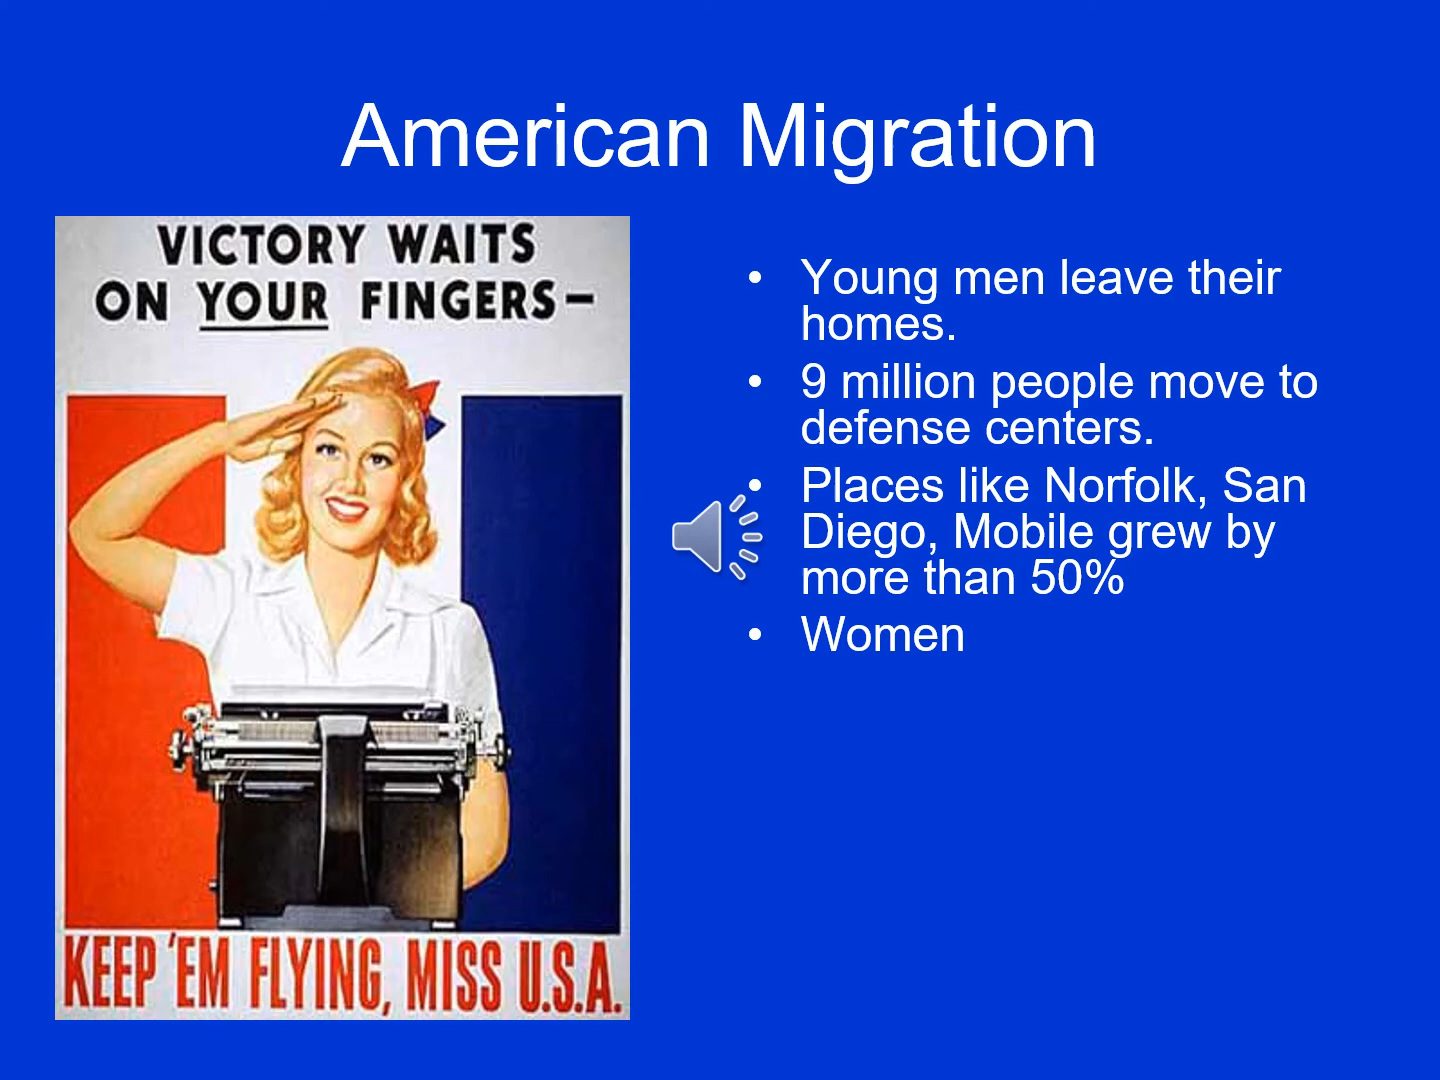 American Migration
VICTORY WAITS
ON YOUR FINGERS–
KEEP 'EM FLYING, MISS U.S.A.
• Young men leave their
homes.
• 9 million people move to
defense centers.
• Places like Norfolk, San
Diego, Mobile grew by
more than 50%
• Women